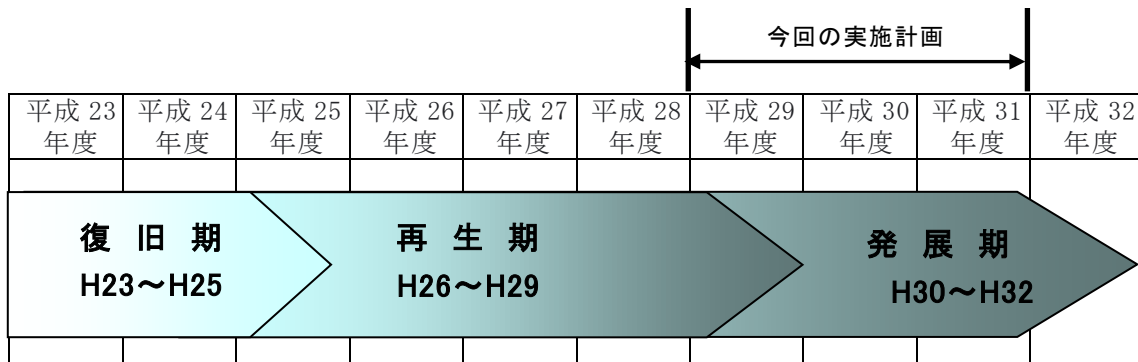 今回の実施計画
平成 23 年度 平成 24 年度 平成 25 年度 平成 26 年度 平成 27 年度 平成 28 年度 平成 29 年度 平成 30 年度 平成 31 年度 平成 32 年度
復 旧 期
H23～H25
再 生 期
H26～H29
発 展 期
H30～H32